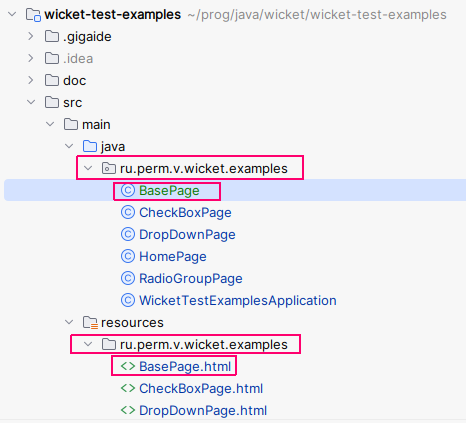 wicket-test-examples ~/prog/java/wicket/wicket-test-examples
.gigaide
.idea
doc
src
main
java
ru.perm.v.wicket.examples
BasePage
CheckBoxPage
DropDownPage
HomePage
RadioGroupPage
WicketTestExamplesApplication
resources
ru.perm.v.wicket.examples
BasePage.html
CheckBoxPage.html
DropDownPage.html